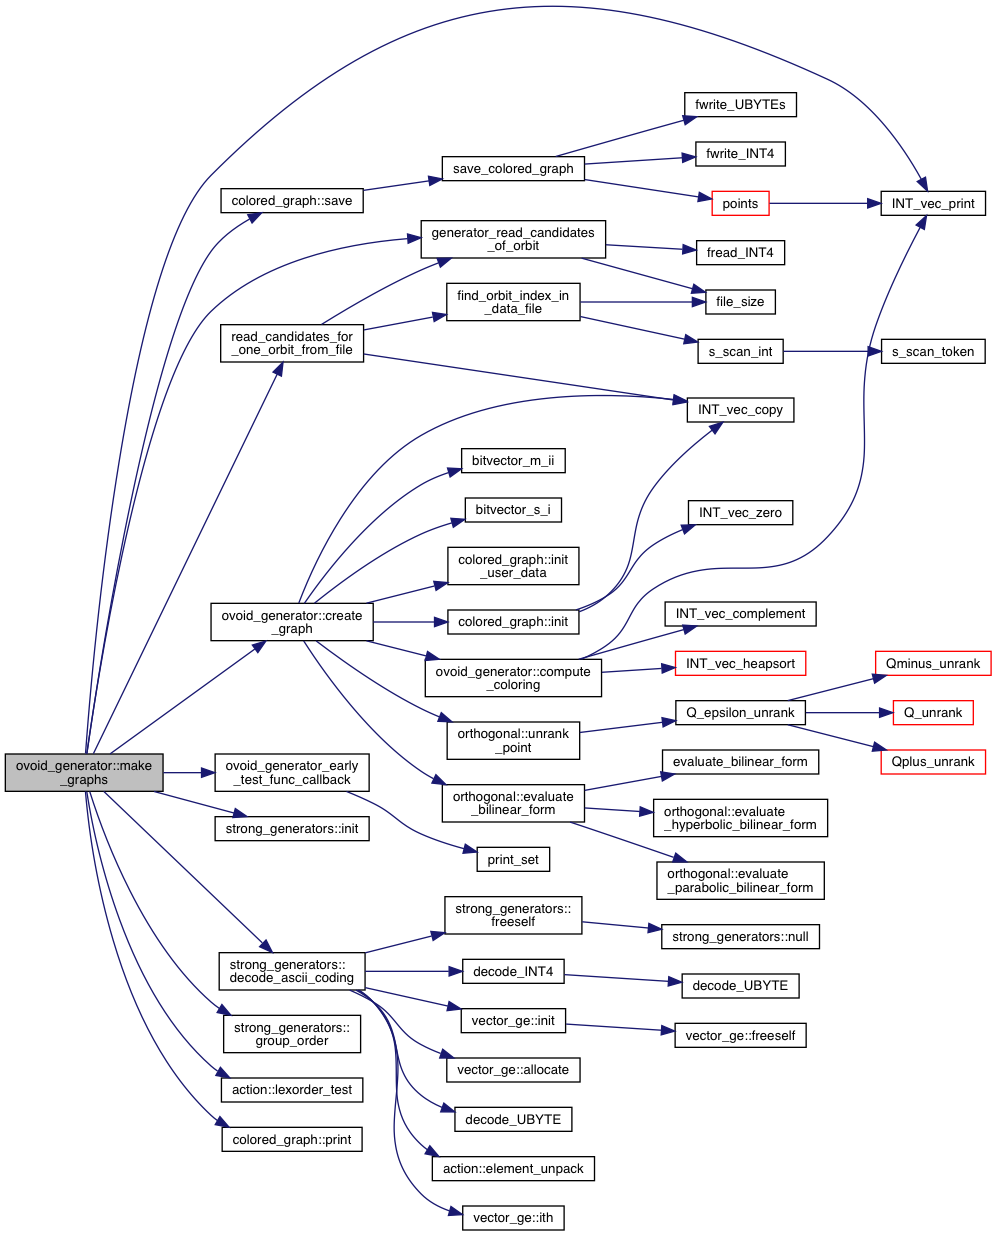 ovoid_generator::make
_graphs
colored_graph::save
read_candidates_for
_one_orbit_from_file
ovoid_generator::create
_graph
ovoid_generator_early
_test_func_callback
strong_generators::init
strong_generators::
decode_ascii_coding
strong_generators::
group_order
action::lexorder_test
colored_graph::print
save_colored_graph
generator_read_candidates
_of_orbit
find_orbit_index_in
_data_file
bitvector_m_ii
bitvector_s_i
colored_graph::init
_user_data
colored_graph::init
ovoid_generator::compute
_coloring
orthogonal::unrank
_point
orthogonal::evaluate
_bilinear_form
print_set
strong_generators::
freeself
decode_INT4
vector_ge::init
vector_ge::allocate
decode_UBYTE
action::element_unpack
vector_ge::ith
fwrite_UBYTEs
fwrite_INT4
points
fread_INT4
file_size
s_scan_int
INT_vec_copy
INT_vec_zero
INT_vec_complement
INT_vec_heapsort
Q_epsilon_unrank
evaluate_bilinear_form
orthogonal::evaluate
_hyperbolic_bilinear_form
orthogonal::evaluate
_parabolic_bilinear_form
strong_generators::null
decode_UBYTE
vector_ge::freeself
INT_vec_print
s_scan_token
Qminus_unrank
Q_unrank
Qplus_unrank